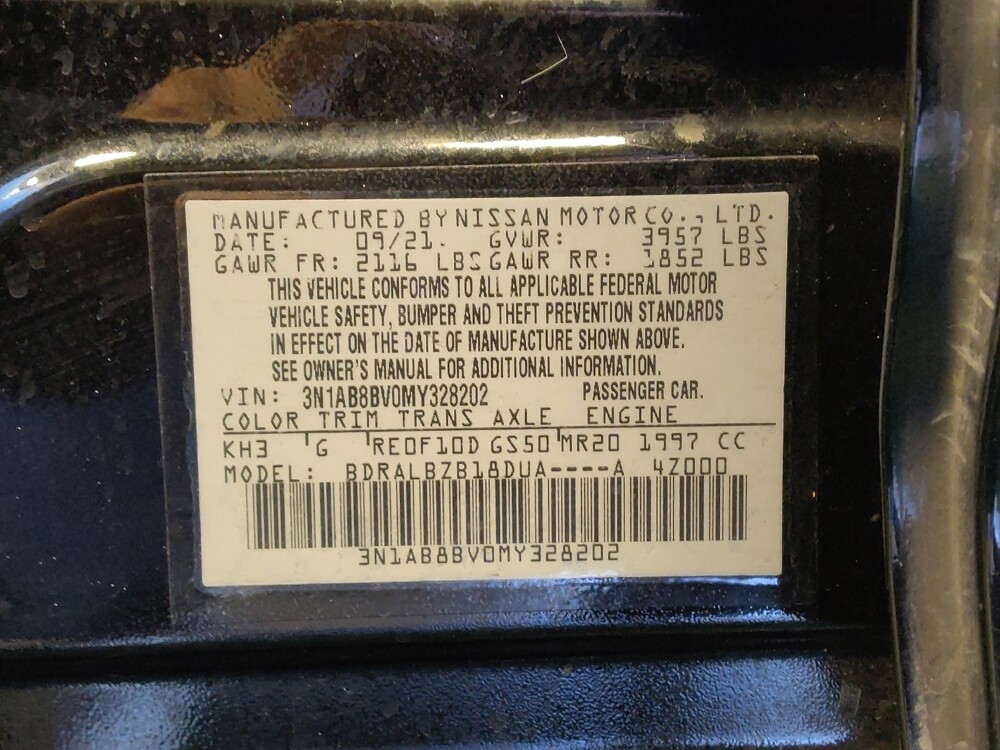 MANUFACTURED BY NISSAN MOTOR CO., LTD.
DATE: 09/21. GVWR: 3957 LBS
GAWR FR: 2116 LBS GAWR RR: 1852 LBS
THIS VEHICLE CONFORMS TO ALL APPLICABLE FEDERAL MOTOR
VEHICLE SAFETY, BUMPER AND THEFT PREVENTION STANDARDS
IN EFFECT ON THE DATE OF MANUFACTURE SHOWN ABOVE.
SEE OWNER'S MANUAL FOR ADDITIONAL INFORMATION.
VIN: 3N1AB8BV0MY328202 PASSENGER CAR.
COLOR TRIM TRANS AXLE ENGINE
KH3 'G 'RE0F10D GS50'MR20 1997 CC
MODEL: BDRALBZB18DUA----A 4Z000
3N1AB8BV0MY328202